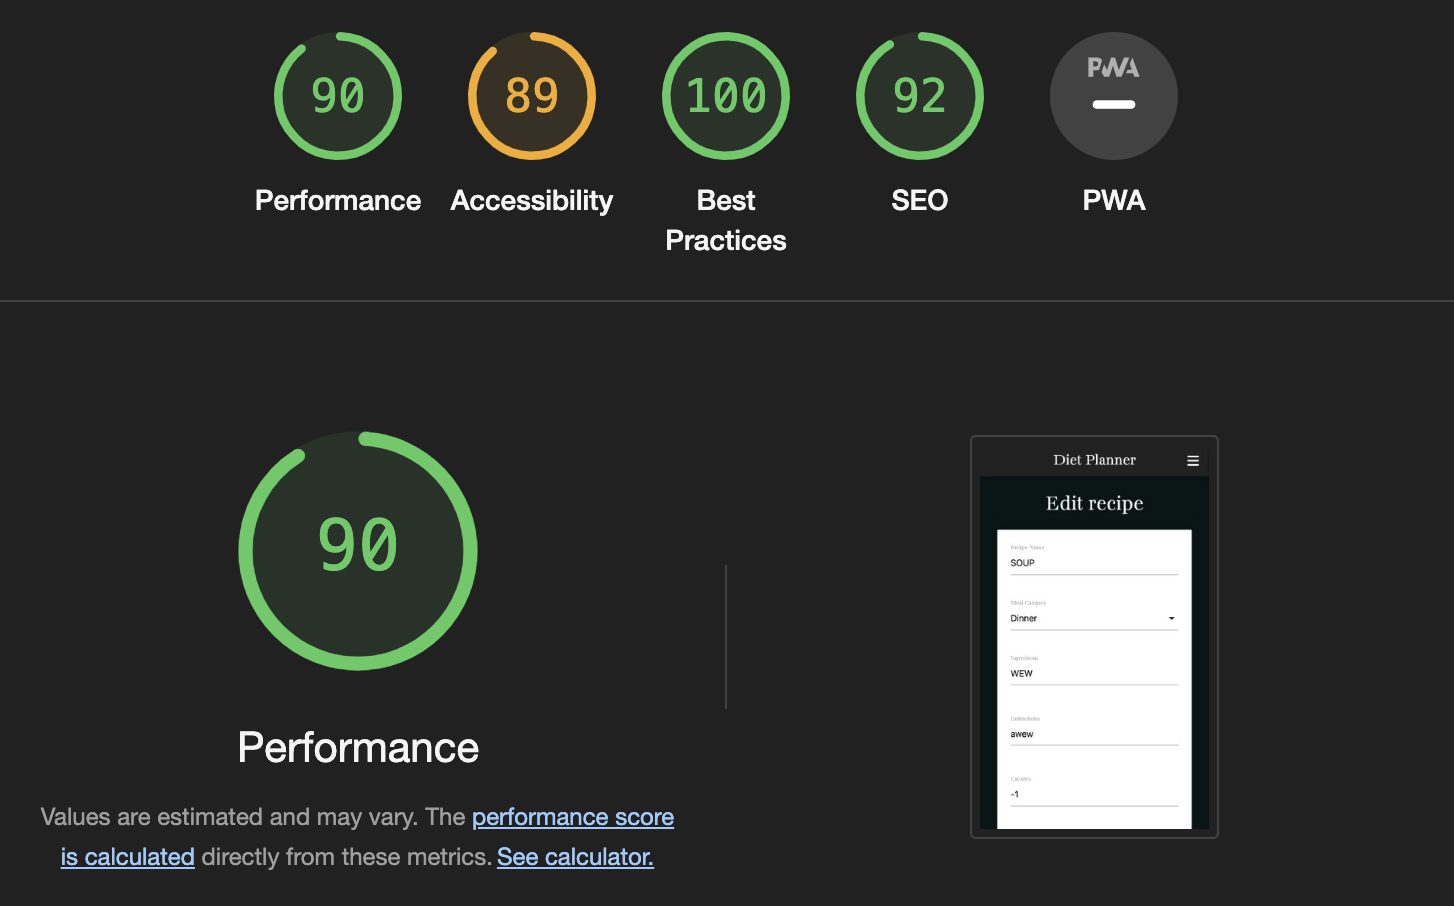 90
89
100
92
PWA
Performance
Accessibility
Best
Practices
SEO
PWA
90
Performance
Values are estimated and may vary. The performance score
is calculated directly from these metrics. See calculator.
Diet Planner
Edit recipe
Recipe Name
SOUP
Meal Category
Dinner
Ingredients
WEW
Instructions
awew
Calories
-1